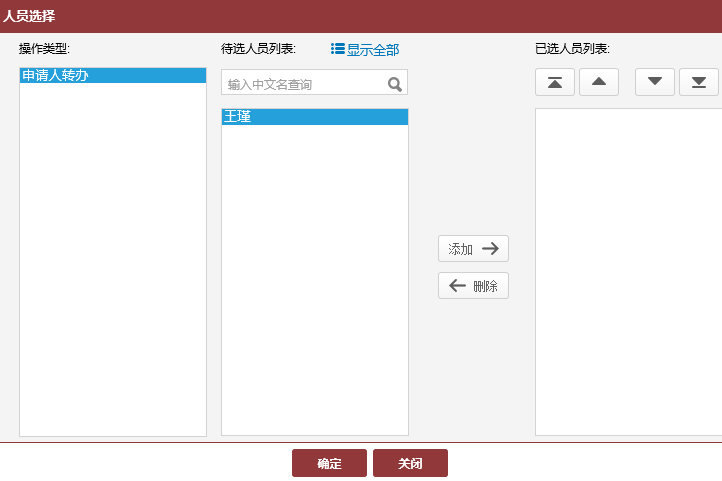 人员选择
操作类型:
待选人员列表:
显示全部
已选人员列表:
申请人转办
输入中文名查询
王瑾
添加
删除
确定
关闭